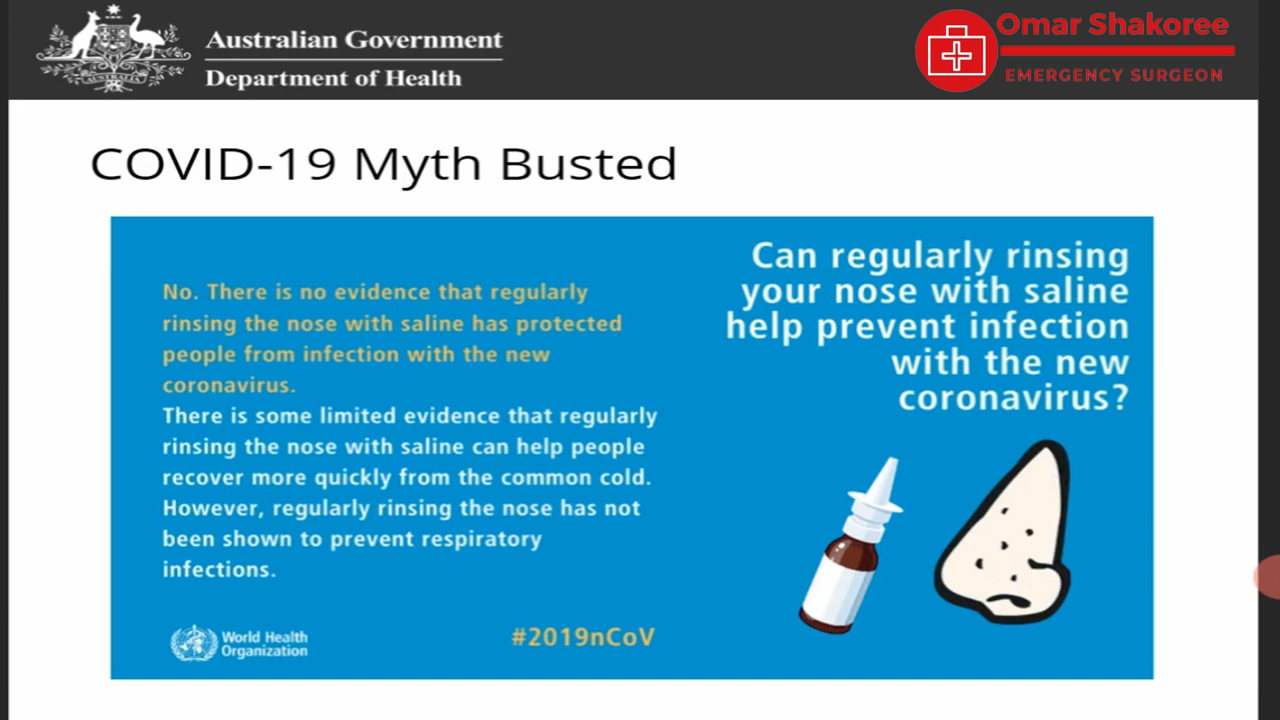 Australian Government
Department of Health
Omar Shakoree
EMERGENCY SURGEON
COVID-19 Myth Busted
Can regularly rinsing
your nose with saline
help prevent infection
with the new
coronavirus?
No. There is no evidence that regularly
rinsing the nose with saline has protected
people from infection with the new
coronavirus.
There is some limited evidence that regularly
rinsing the nose with saline can help people
recover more quickly from the common cold.
However, regularly rinsing the nose has not
been shown to prevent respiratory
infections.
World Health
Organization
#2019nCoV